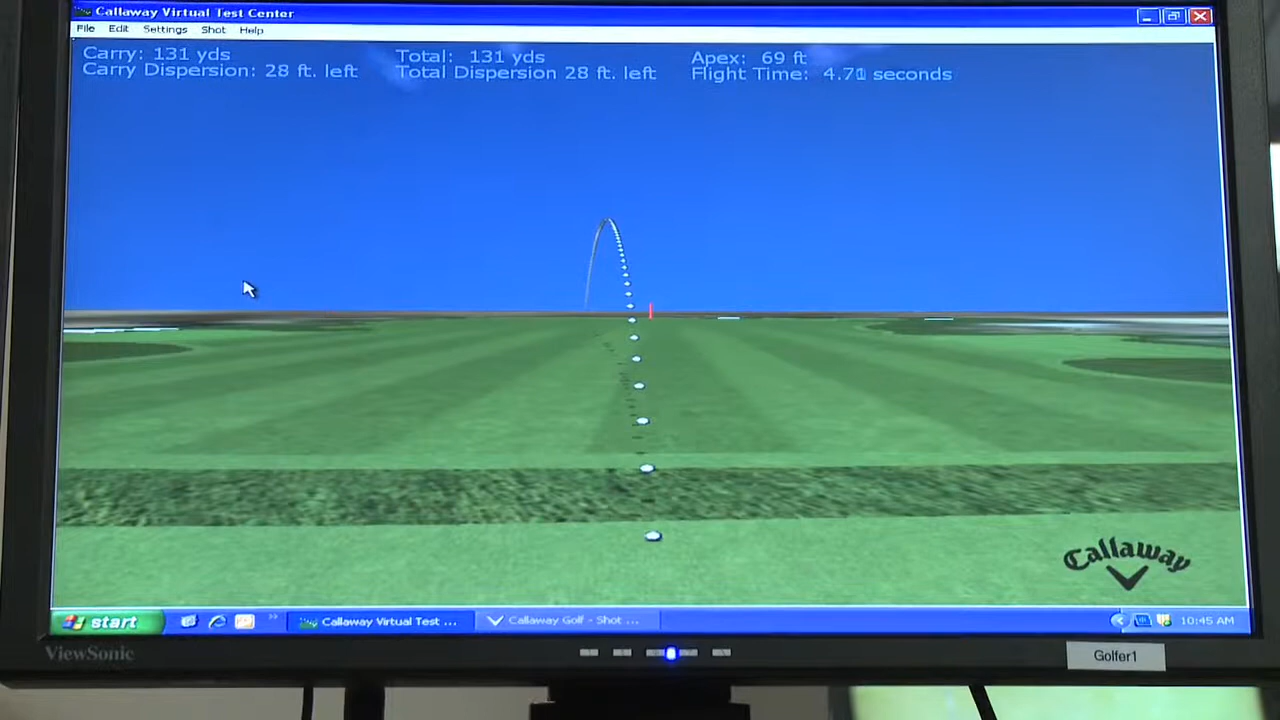 Callaway Virtual Test Center
File Edit Settings Shot Help
Carry: 131 yds Total: 131 yds Apex: 69 ft
Carry Dispersion: 28 ft. left Total Dispersion 28 ft. left Flight Time: 4.70 seconds
Callaway
start Callaway Virtual Test ... Callaway Golf - Shot ... 10:45 AM
ViewSonic
Golfer1